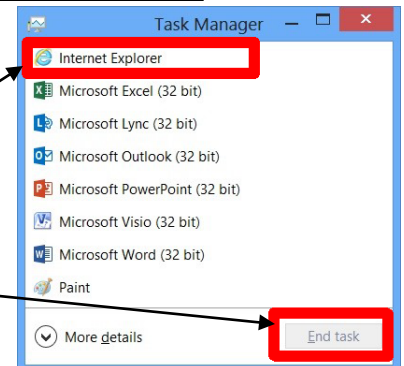 Task Manager
Internet Explorer
Microsoft Excel (32 bit)
Microsoft Lync (32 bit)
Microsoft Outlook (32 bit)
Microsoft PowerPoint (32 bit)
Microsoft Visio (32 bit)
Microsoft Word (32 bit)
Paint
More details
End task